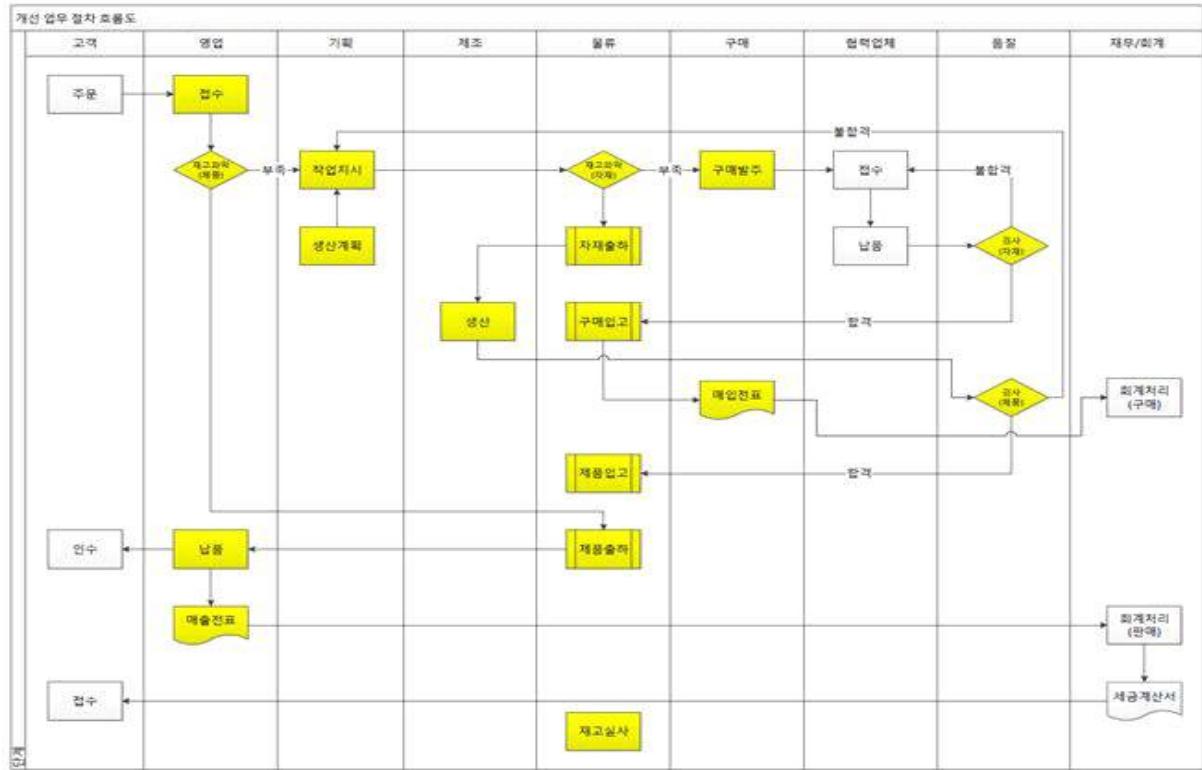 개선 업무 절차 흐름도
고객
영업
기획
제조
물류
구매
협력업체
품질
재무/회계
주문
접수
불합격
재고파악
(제품)
부족
작업지시
재고파악
(자재)
부족
구매발주
접수
불합격
생산계획
자재출하
납품
검사
(자재)
생산
구매입고
합격
매입전표
검사
(제품)
회계처리
(구매)
제품입고
합격
인수
납품
제품출하
매출전표
회계처리
(판매)
접수
세금계산서
재고실사
단계